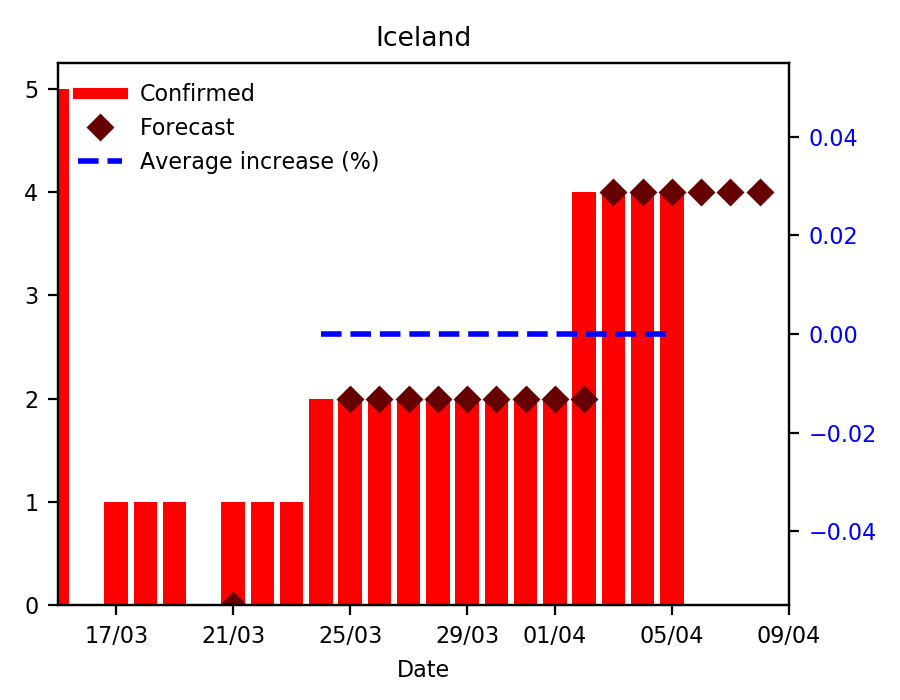 Iceland
Confirmed
Forecast
Average increase (%)
5
4
3
2
1
0
0.04
0.02
0.00
−0.02
−0.04
17/03 21/03 25/03 29/03 01/04 05/04 09/04
Date